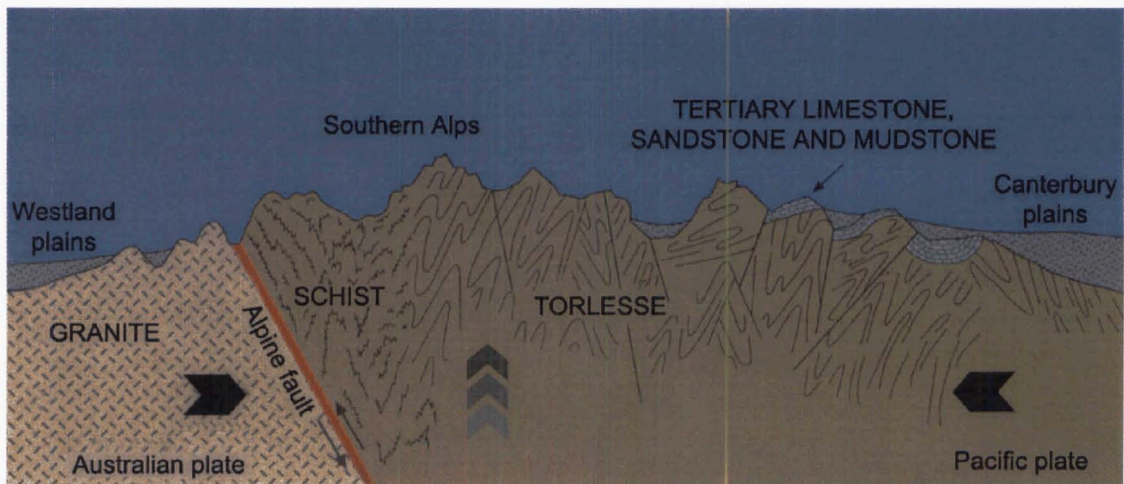 TERTIARY LIMESTONE,
SANDSTONE AND MUDSTONE
Southern Alps
Canterbury
plains
Westland
plains
SCHIST
TORLESSE
GRANITE
Alpine fault
Australian plate
Pacific plate